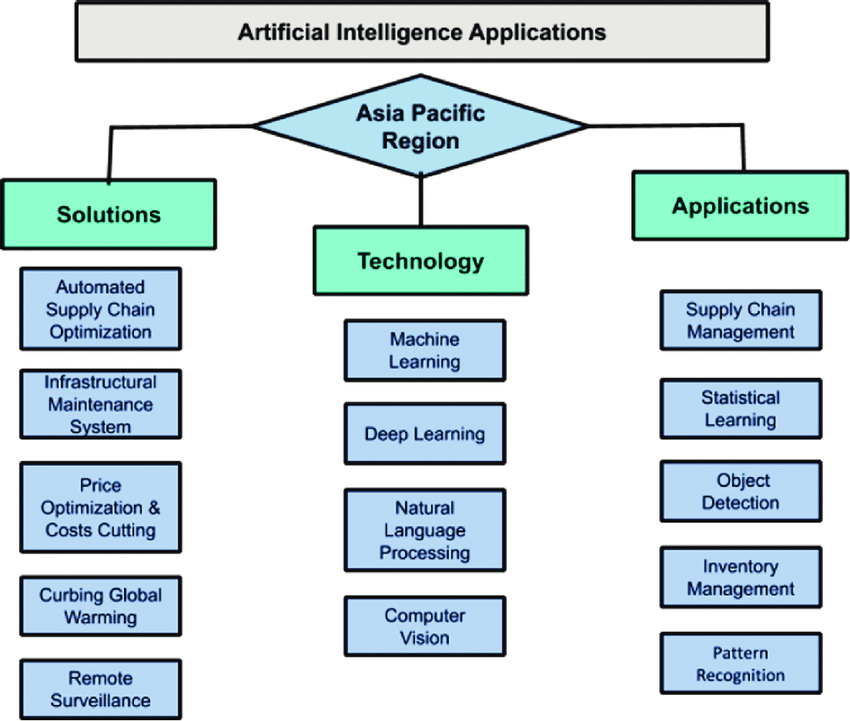 Artificial Intelligence Applications
Asia Pacific
Region
Solutions
Automated
Supply Chain
Optimization
Infrastructural
Maintenance
System
Price
Optimization &
Costs Cutting
Curbing Global
Warming
Remote
Surveillance
Technology
Machine
Learning
Deep Learning
Natural
Language
Processing
Computer
Vision
Applications
Supply Chain
Management
Statistical
Learning
Object
Detection
Inventory
Management
Pattern
Recognition